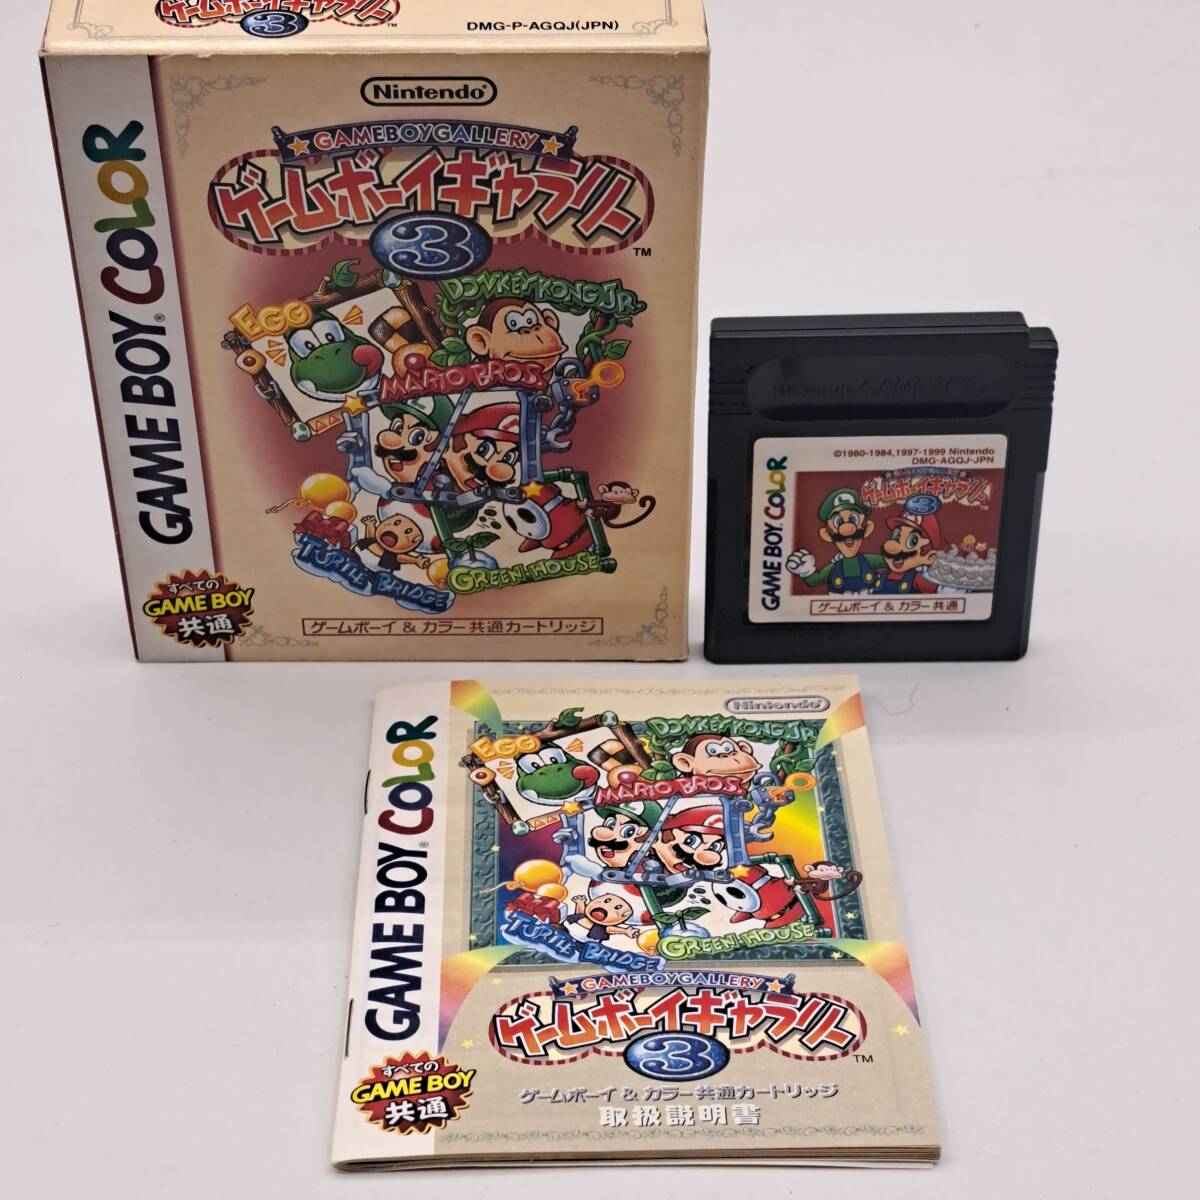 3
DMG-P-AGQJ(JPN)
Nintendo
GAMEBOYGALLERY
ゲームボーイギャラリー
3
TM
GAME BOY COLOR
EGG
DONKEY KONG JR.
MARIO BROS.
TURTLE BRIDGE
GREEN HOUSE
すべての
GAME BOY
共通
ゲームボーイ & カラー共通カートリッジ
Nintendo GAME BOY
©1980-1984,1997-1999 Nintendo
DMG-AGQJ-JPN
GAME BOY COLOR
GAMEBOYGALLERY
ゲームボーイギャラリー
3
TM
ゲームボーイ & カラー共通
Nintendo
GAME BOY COLOR
EGG
DONKEY KONG JR.
MARIO BROS.
TURTLE BRIDGE
GREEN HOUSE
GAMEBOYGALLERY
ゲームボーイギャラリー
3
TM
すべての
GAME BOY
共通
ゲームボーイ & カラー共通カートリッジ
取扱説明書